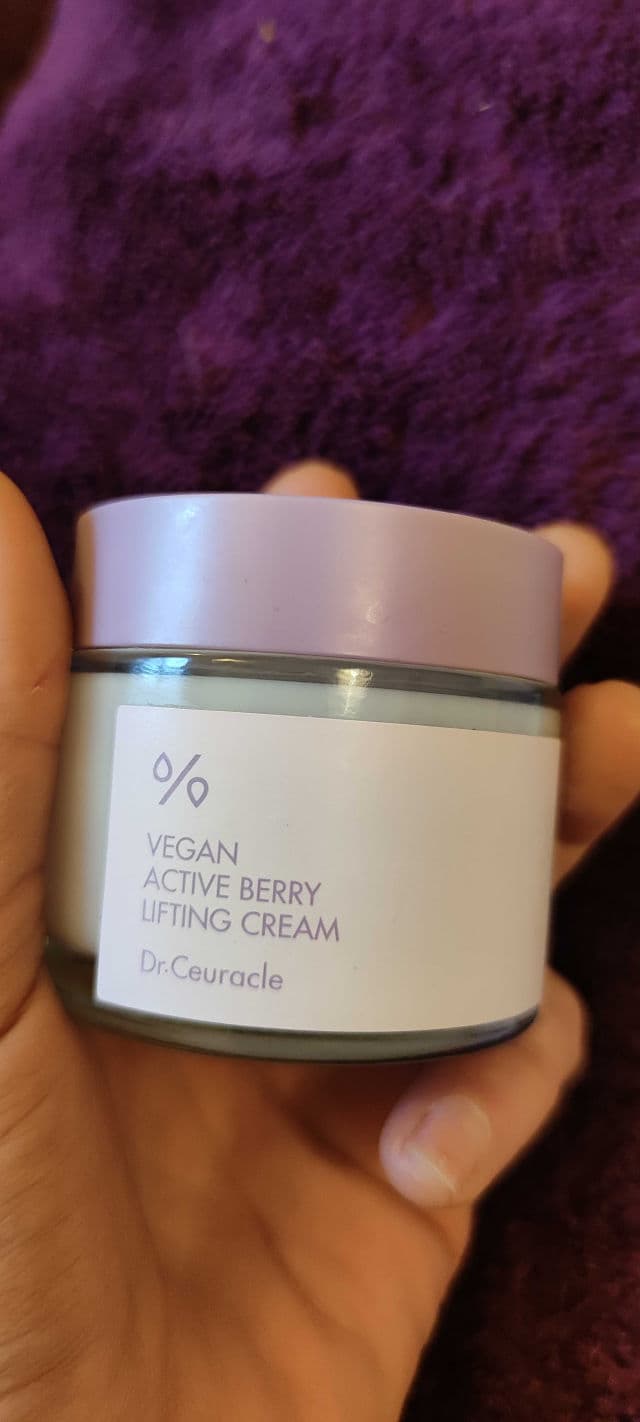 %
VEGAN
ACTIVE BERRY
LIFTING CREAM
Dr.Ceuracle